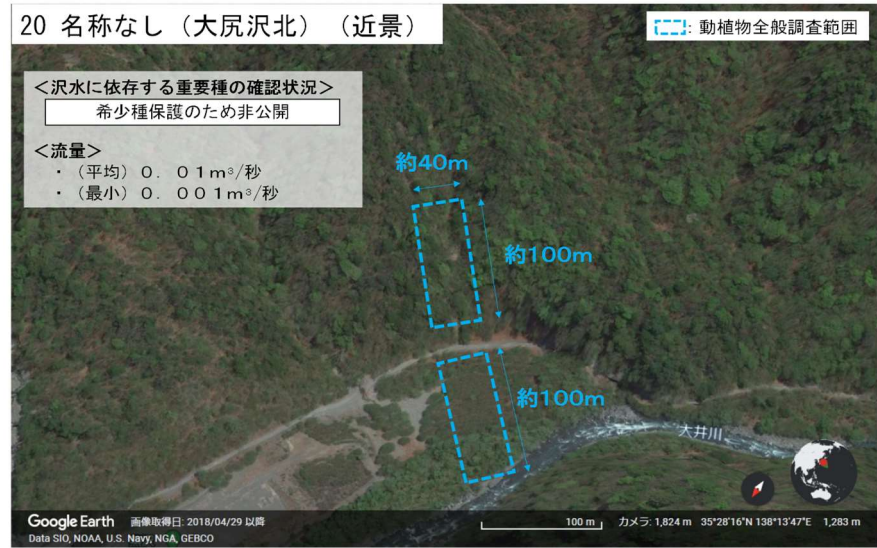 20 名称なし（大尻沢北）（近景）
: 動植物全般調査範囲
＜沢水に依存する重要種の確認状況＞
希少種保護のため非公開
＜流量＞
・（平均）０．０１m³/秒
・（最小）０．００１m³/秒
約40m
約100m
約100m
大井川
Google Earth 画像取得日: 2018/04/29 以降
Data SIO, NOAA, U.S. Navy, NGA, GEBCO
100 m
カメラ: 1,824 m 35°28'16"N 138°13'47"E 1,283 m